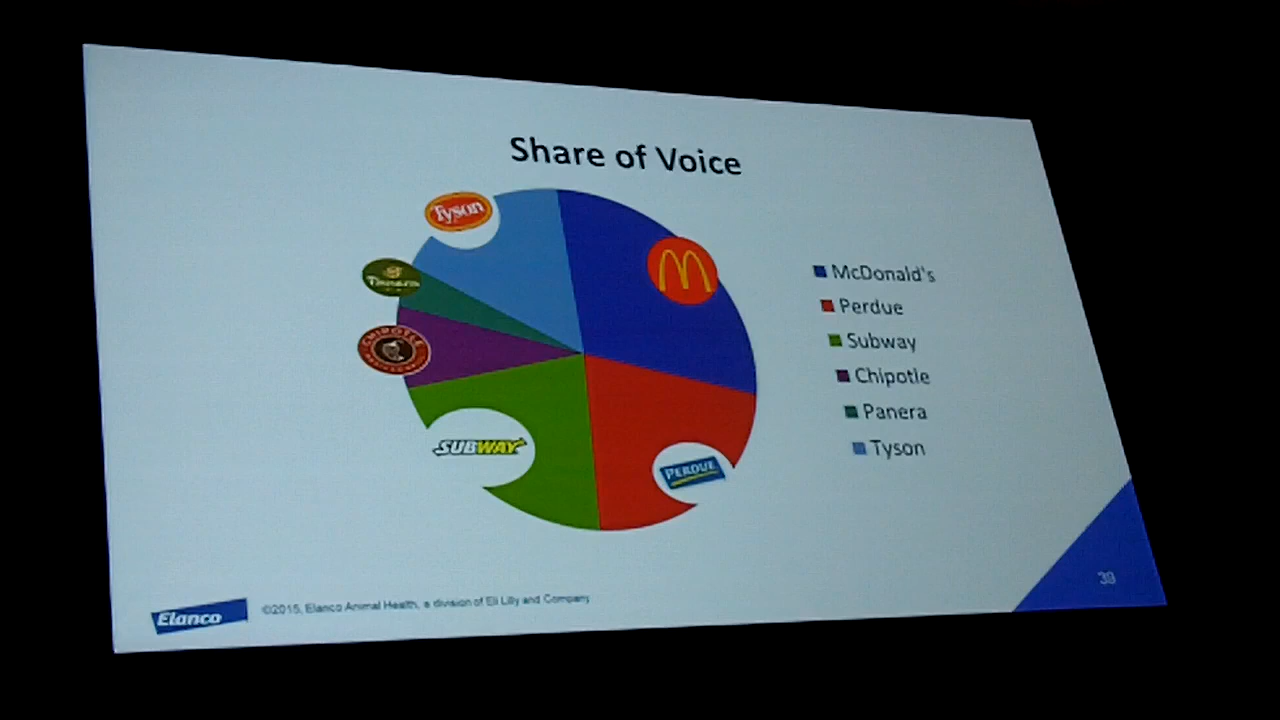 Share of Voice
Tyson
Panera
CHIPOTLE
SUBWAY
PERDUE
McDonald's
Perdue
Subway
Chipotle
Panera
Tyson
Elanco
©2015, Elanco Animal Health, a division of Eli Lilly and Company
39